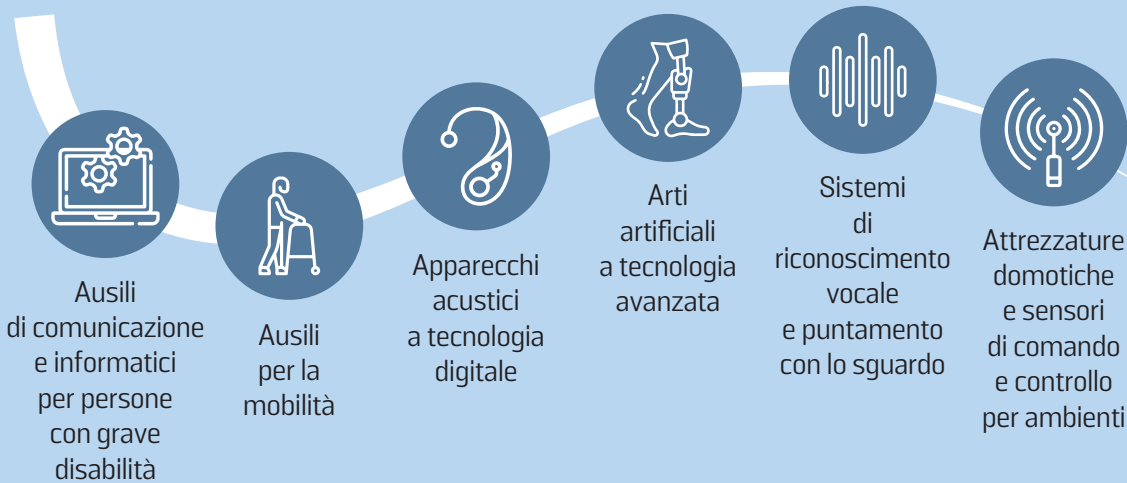 Ausili
di comunicazione
e informatici
per persone
con grave
disabilità
Ausili
per la
mobilità
Apparecchi
acustici
a tecnologia
digitale
Arti
artificiali
a tecnologia
avanzata
Sistemi
di
riconoscimento
vocale
e puntamento
con lo sguardo
Attrezzature
domotiche
e sensori
di comando
e controllo
per ambienti